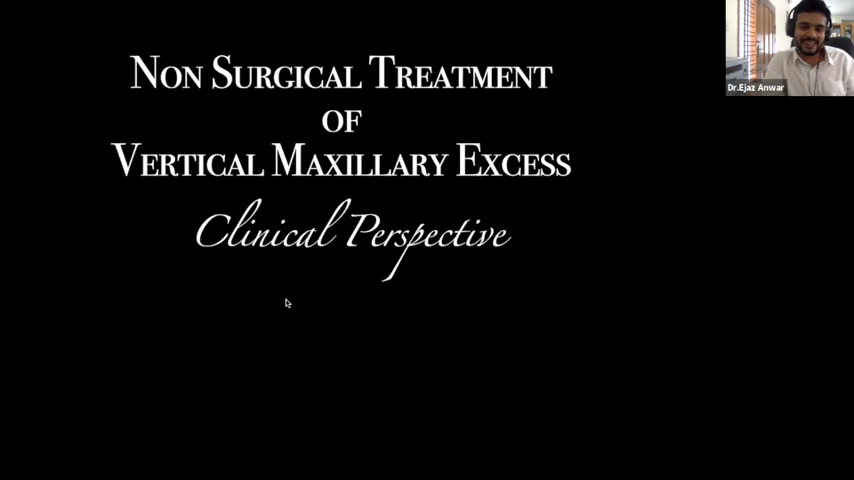 Non Surgical Treatment
of
Vertical Maxillary Excess
Clinical Perspective
Dr.Ejaz Anwar